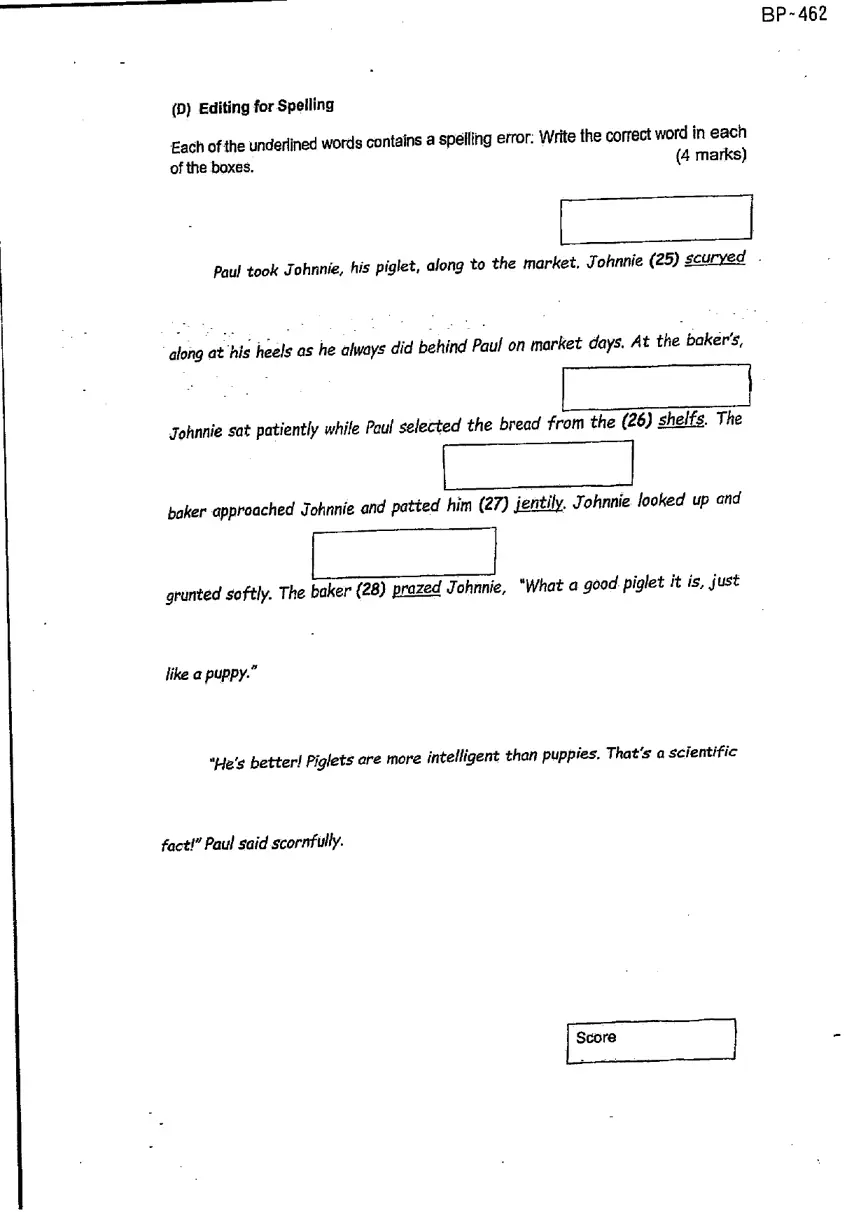 BP-462
(D) Editing for Spelling
Each of the underlined words contains a spelling error. Write the correct word in each
of the boxes. (4 marks)
Paul took Johnnie, his piglet, along to the market. Johnnie (25) scuryed
along at his heels as he always did behind Paul on market days. At the baker's,
Johnnie sat patiently while Paul selected the bread from the (26) shelfs. The
baker approached Johnnie and patted him (27) jentily. Johnnie looked up and
grunted softly. The baker (28) prazed Johnnie, "What a good piglet it is, just
like a puppy."
"He's better! Piglets are more intelligent than puppies. That's a scientific
fact!" Paul said scornfully.
Score